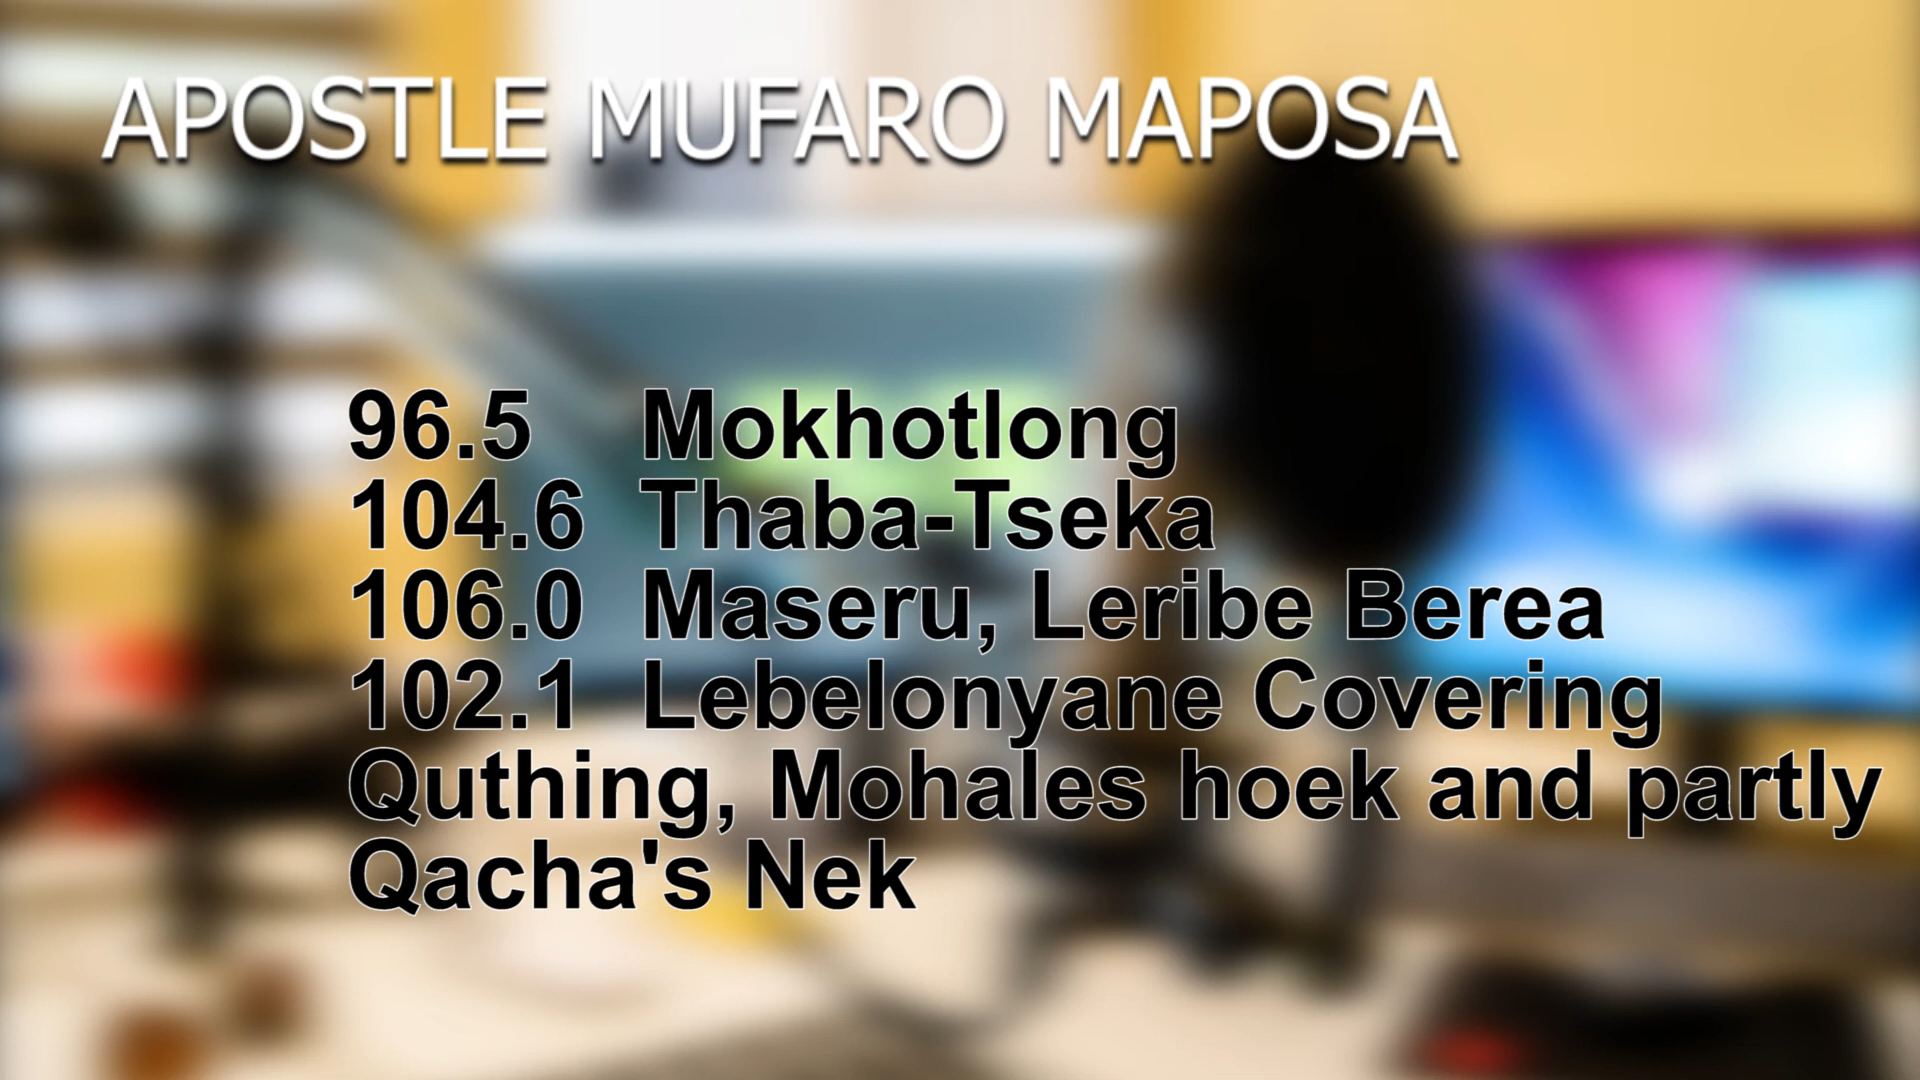 APOSTLE MUFARO MAPOSA
96.5 Mokhotlong
104.6 Thaba-Tseka
106.0 Maseru, Leribe Berea
102.1 Lebelonyane Covering
Quthing, Mohales hoek and partly
Qacha's Nek